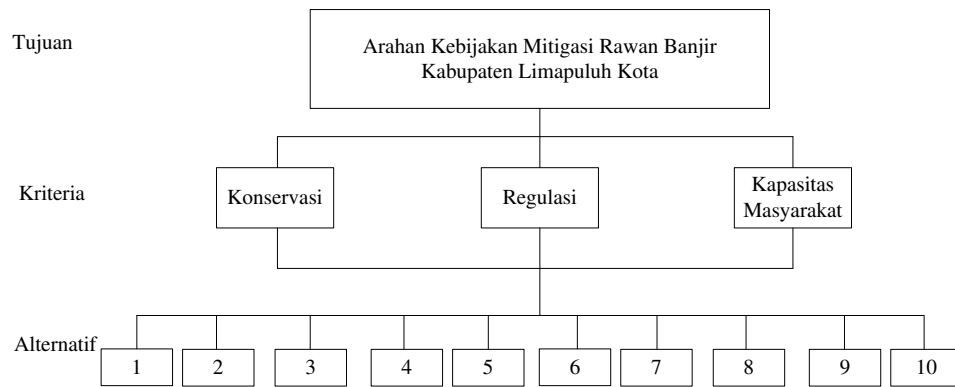 Tujuan
Arahan Kebijakan Mitigasi Rawan Banjir
Kabupaten Limapuluh Kota
Kriteria
Konservasi
Regulasi
Kapasitas
Masyarakat
Alternatif
1 2 3 4 5 6 7 8 9 10